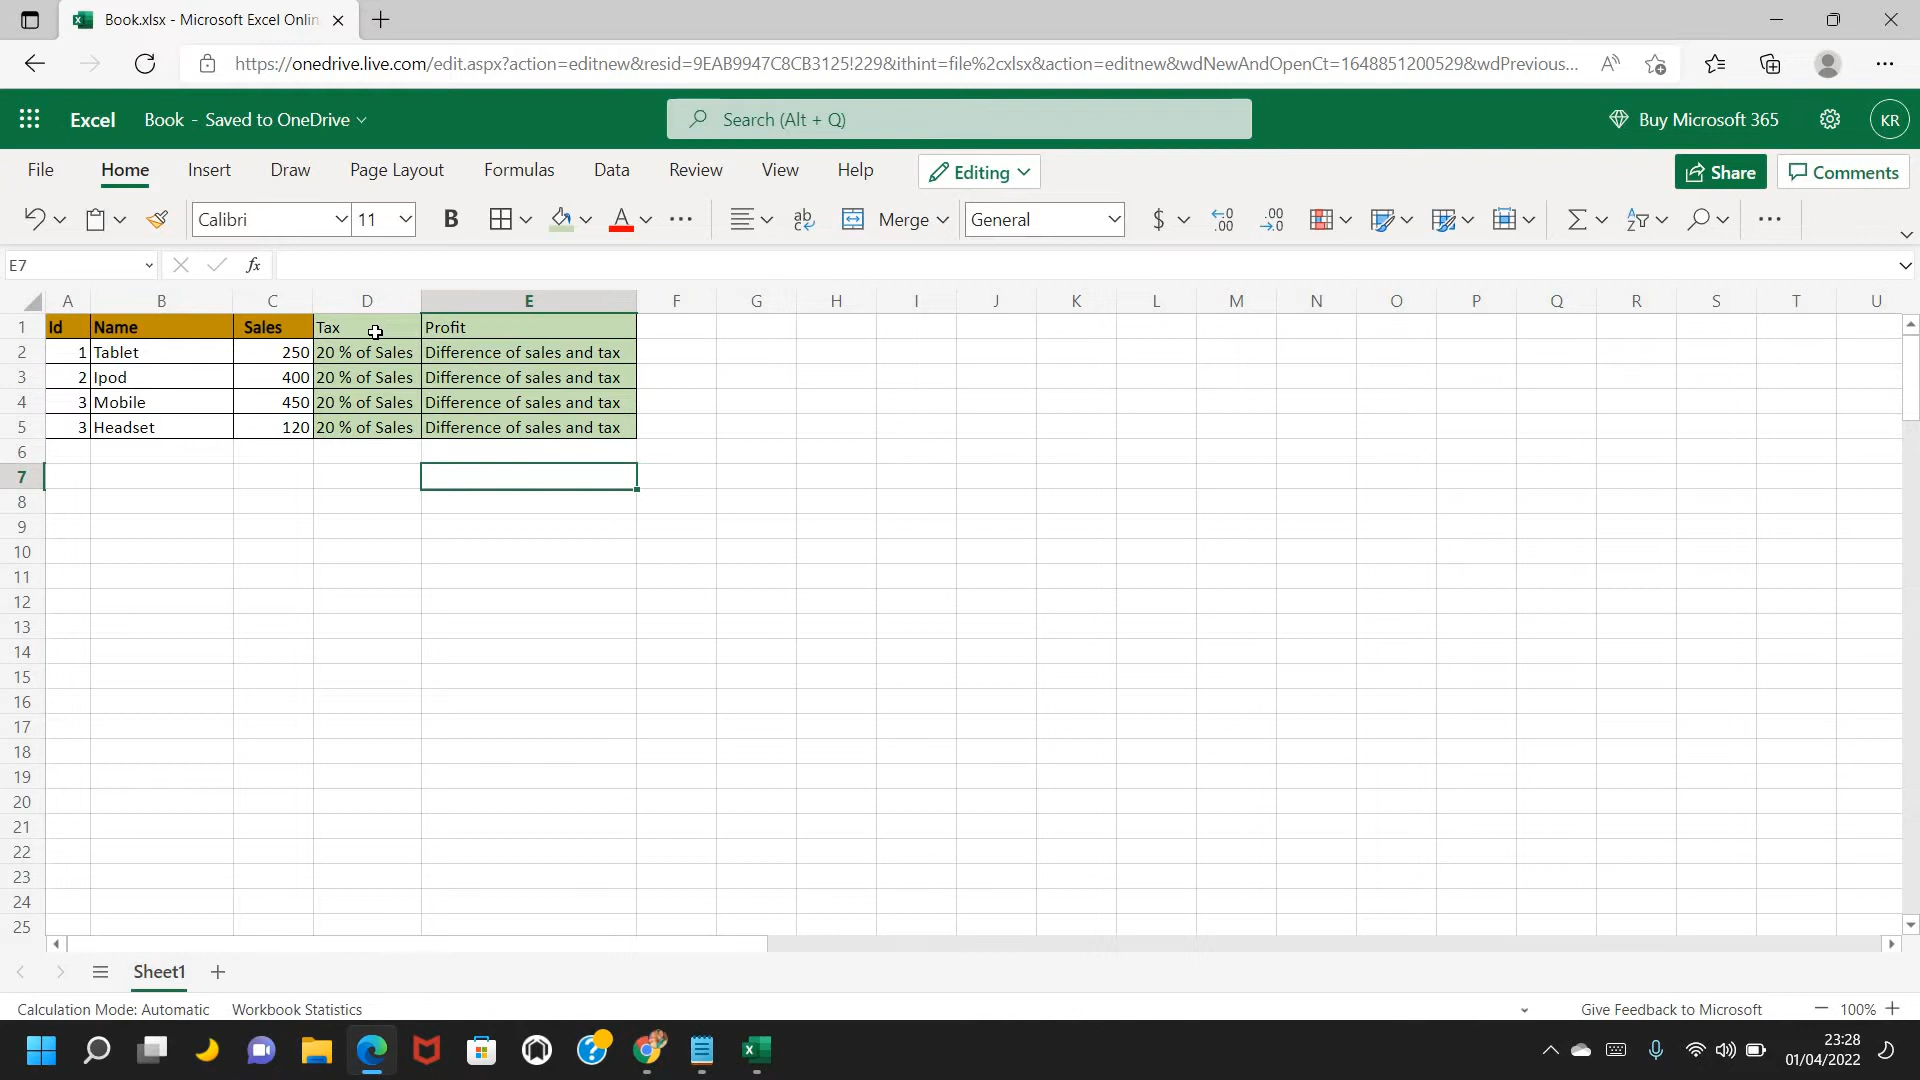 Book.xlsx - Microsoft Excel Onlin
https://onedrive.live.com/edit.aspx?action=editnew&resid=9EAB9947C8CB3125!229&ithint=file%2cxlsx&action=editnew&wdNewAndOpenCt=1648851200529&wdPrevious...
Excel Book - Saved to OneDrive Search (Alt + Q) Buy Microsoft 365 KR
File Home Insert Draw Page Layout Formulas Data Review View Help Editing Share Comments
Calibri 11 B A ab c Merge General $ ←0 .00 .00 →0
E7 fx
A B C D E F G H I J K L M N O P Q R S T U
1 Id Name Sales Tax Profit
2 1 Tablet 250 20 % of Sales Difference of sales and tax
3 2 Ipod 400 20 % of Sales Difference of sales and tax
4 3 Mobile 450 20 % of Sales Difference of sales and tax
5 3 Headset 120 20 % of Sales Difference of sales and tax
6
7
8
9
10
11
12
13
14
15
16
17
18
19
20
21
22
23
24
25
Sheet1
Calculation Mode: Automatic Workbook Statistics Give Feedback to Microsoft 100%
23:28
01/04/2022